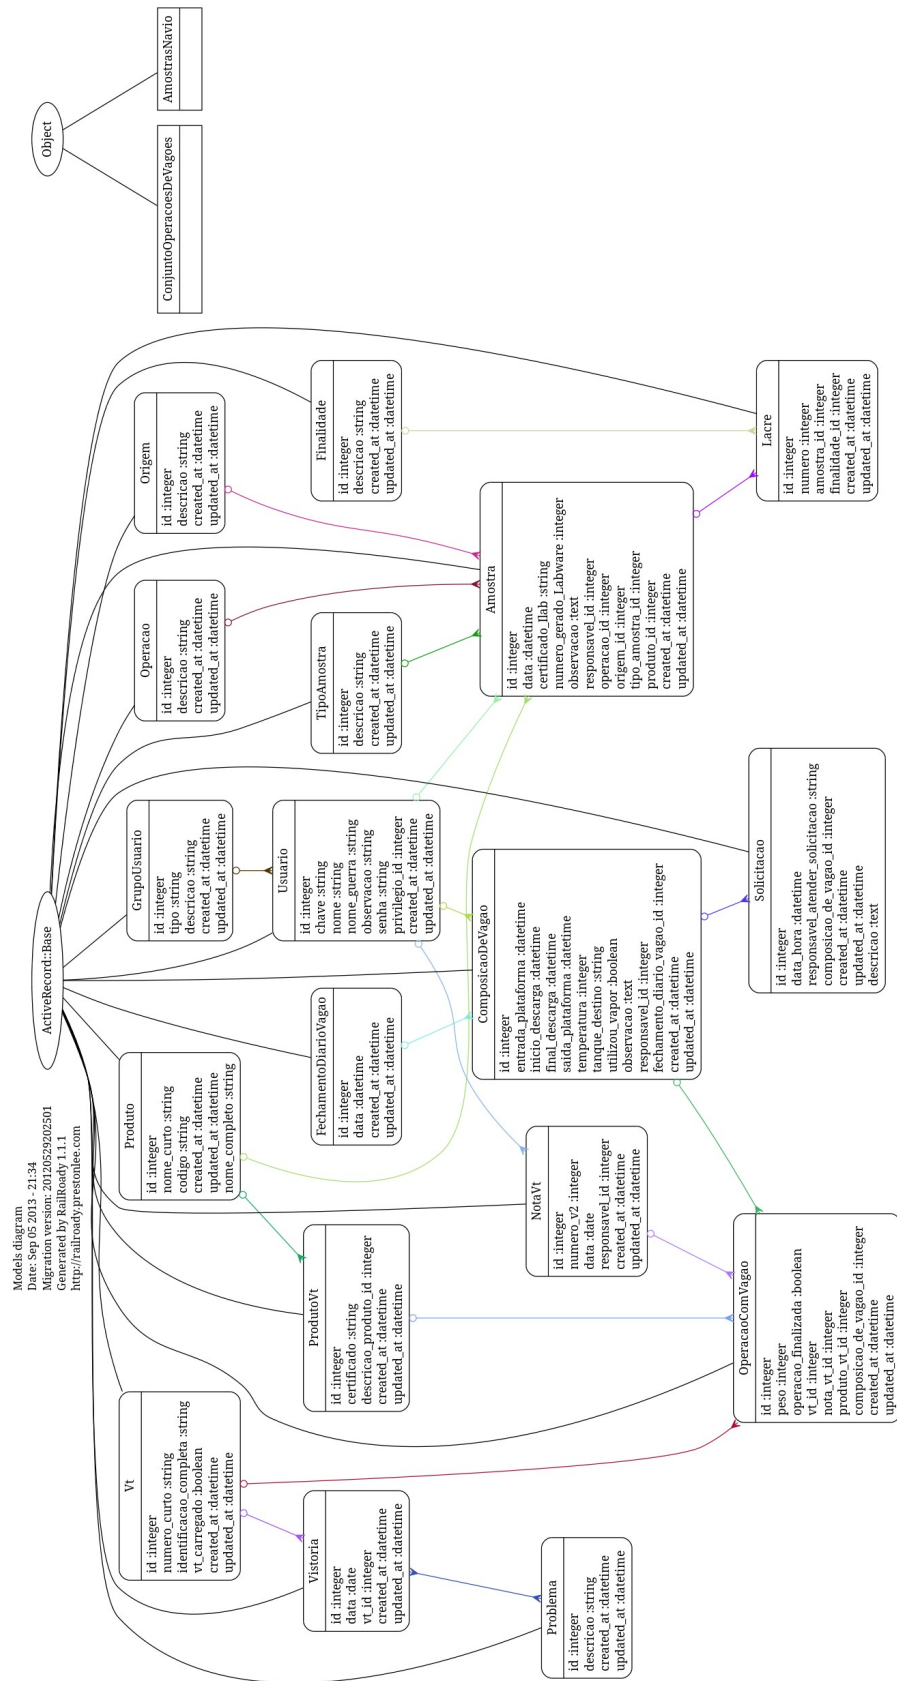 Models diagram
Date: Sep 05 2013 - 21:34
Migration version: 20120529202501
Generated by RailRoady 1.1.1
http://railroady.prestonlee.com
ActiveRecord::Base
Object
Vt
id :integer
numero_curto :string
identificacao_completa :string
vt_carregado :boolean
created_at :datetime
updated_at :datetime
Produto
id :integer
nome_curto :string
codigo :string
created_at :datetime
updated_at :datetime
nome_completo :string
GrupoUsuario
id :integer
tipo :string
descricao :string
created_at :datetime
updated_at :datetime
Operacao
id :integer
descricao :string
created_at :datetime
updated_at :datetime
Origem
id :integer
descricao :string
created_at :datetime
updated_at :datetime
ConjuntoOperacoesDeVagoes
AmostrasNavio
Vistoria
id :integer
data :date
vt_id :integer
created_at :datetime
updated_at :datetime
ProdutoVt
id :integer
certificado :string
descricao_produto_id :integer
created_at :datetime
updated_at :datetime
FechamentoDiarioVagao
id :integer
data :datetime
created_at :datetime
updated_at :datetime
Usuario
id :integer
chave :string
nome :string
nome_guerra :string
observacao :string
senha :string
privilegio_id :integer
created_at :datetime
updated_at :datetime
TipoAmostra
id :integer
descricao :string
created_at :datetime
updated_at :datetime
Finalidade
id :integer
descricao :string
created_at :datetime
updated_at :datetime
Problema
id :integer
descricao :string
created_at :datetime
updated_at :datetime
NotaVt
id :integer
numero_v2 :integer
data :date
responsavel_id :integer
created_at :datetime
updated_at :datetime
ComposicaoDeVagao
id :integer
entrada_plataforma :datetime
inicio_descarga :datetime
final_descarga :datetime
saida_plataforma :datetime
temperatura :integer
tanque_destino :string
utilizou_vapor :boolean
observacao :text
responsavel_id :integer
fechamento_diario_vagao_id :integer
created_at :datetime
updated_at :datetime
Amostra
id :integer
data :datetime
certificado_llab :string
numero_gerado_Labware :integer
observacao :text
responsavel_id :integer
operacao_id :integer
origem_id :integer
tipo_amostra_id :integer
produto_id :integer
created_at :datetime
updated_at :datetime
OperacaoComVagao
id :integer
peso :integer
operacao_finalizada :boolean
vt_id :integer
nota_vt_id :integer
produto_vt_id :integer
composicao_de_vagao_id :integer
created_at :datetime
updated_at :datetime
Solicitacao
id :integer
data_hora :datetime
responsavel_atender_solicitacao :string
composicao_de_vagao_id :integer
created_at :datetime
updated_at :datetime
descricao :text
Lacre
id :integer
numero :integer
amostra_id :integer
finalidade_id :integer
created_at :datetime
updated_at :datetime